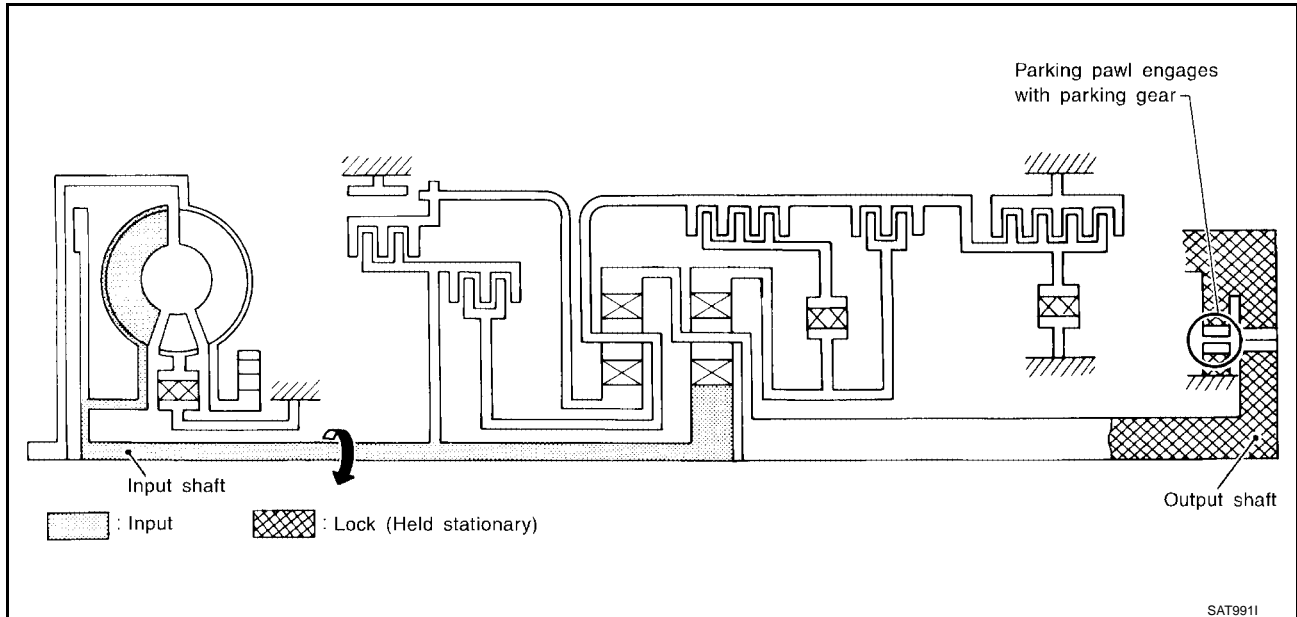 Parking pawl engages
with parking gear
Input shaft
Output shaft
: Input
: Lock (Held stationary)
SAT991I